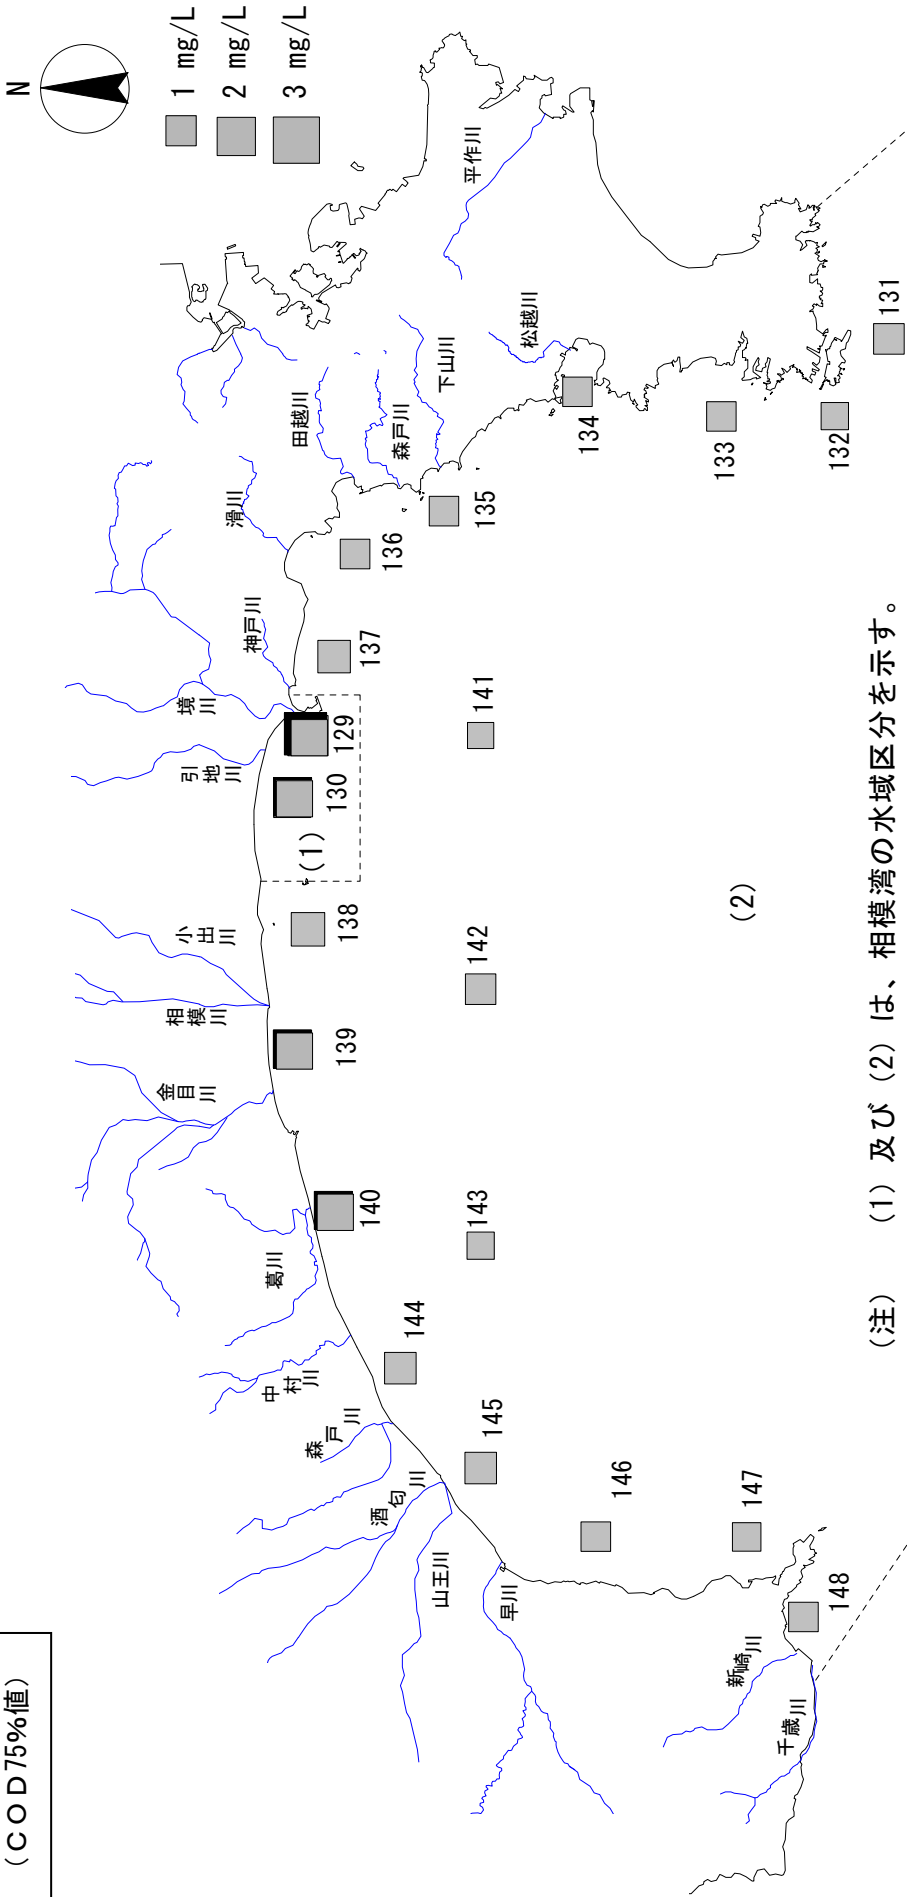 (ＣＯＤ75%値)
N
1 mg/L
2 mg/L
3 mg/L
千歳川
新崎川
早川
山王川
酒匂川
森戸川
中村川
葛川
金目川
相模川
小出川
引地川
境川
神戸川
滑川
田越川
森戸川
下山川
松越川
平作川
148
147
146
145
144
143
140
139
142
138
(1)
130
129
141
137
136
135
134
133
132
131
(2)
(注) (1) 及び (2) は、相模湾の水域区分を示す。